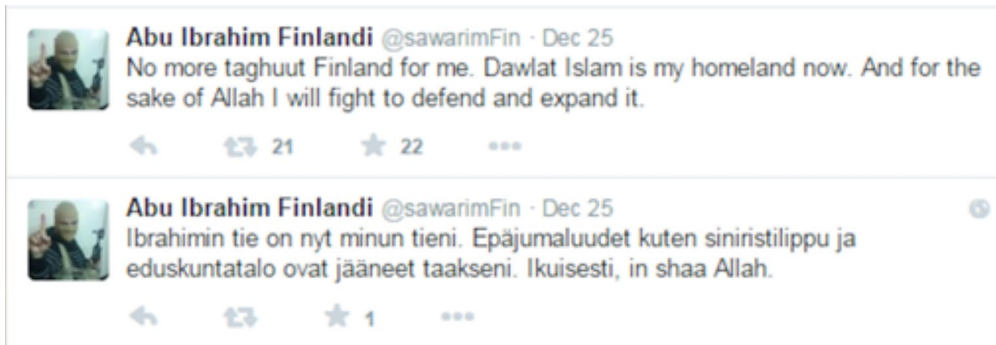 Abu Ibrahim Finlandi @sawarimFin · Dec 25
No more taghuut Finland for me. Dawlat Islam is my homeland now. And for the
sake of Allah I will fight to defend and expand it.
21 22
Abu Ibrahim Finlandi @sawarimFin · Dec 25
Ibrahimin tie on nyt minun tieni. Epäjumaluudet kuten siniristilippu ja
eduskuntatalo ovat jääneet taakseni. Ikuisesti, in shaa Allah.
1